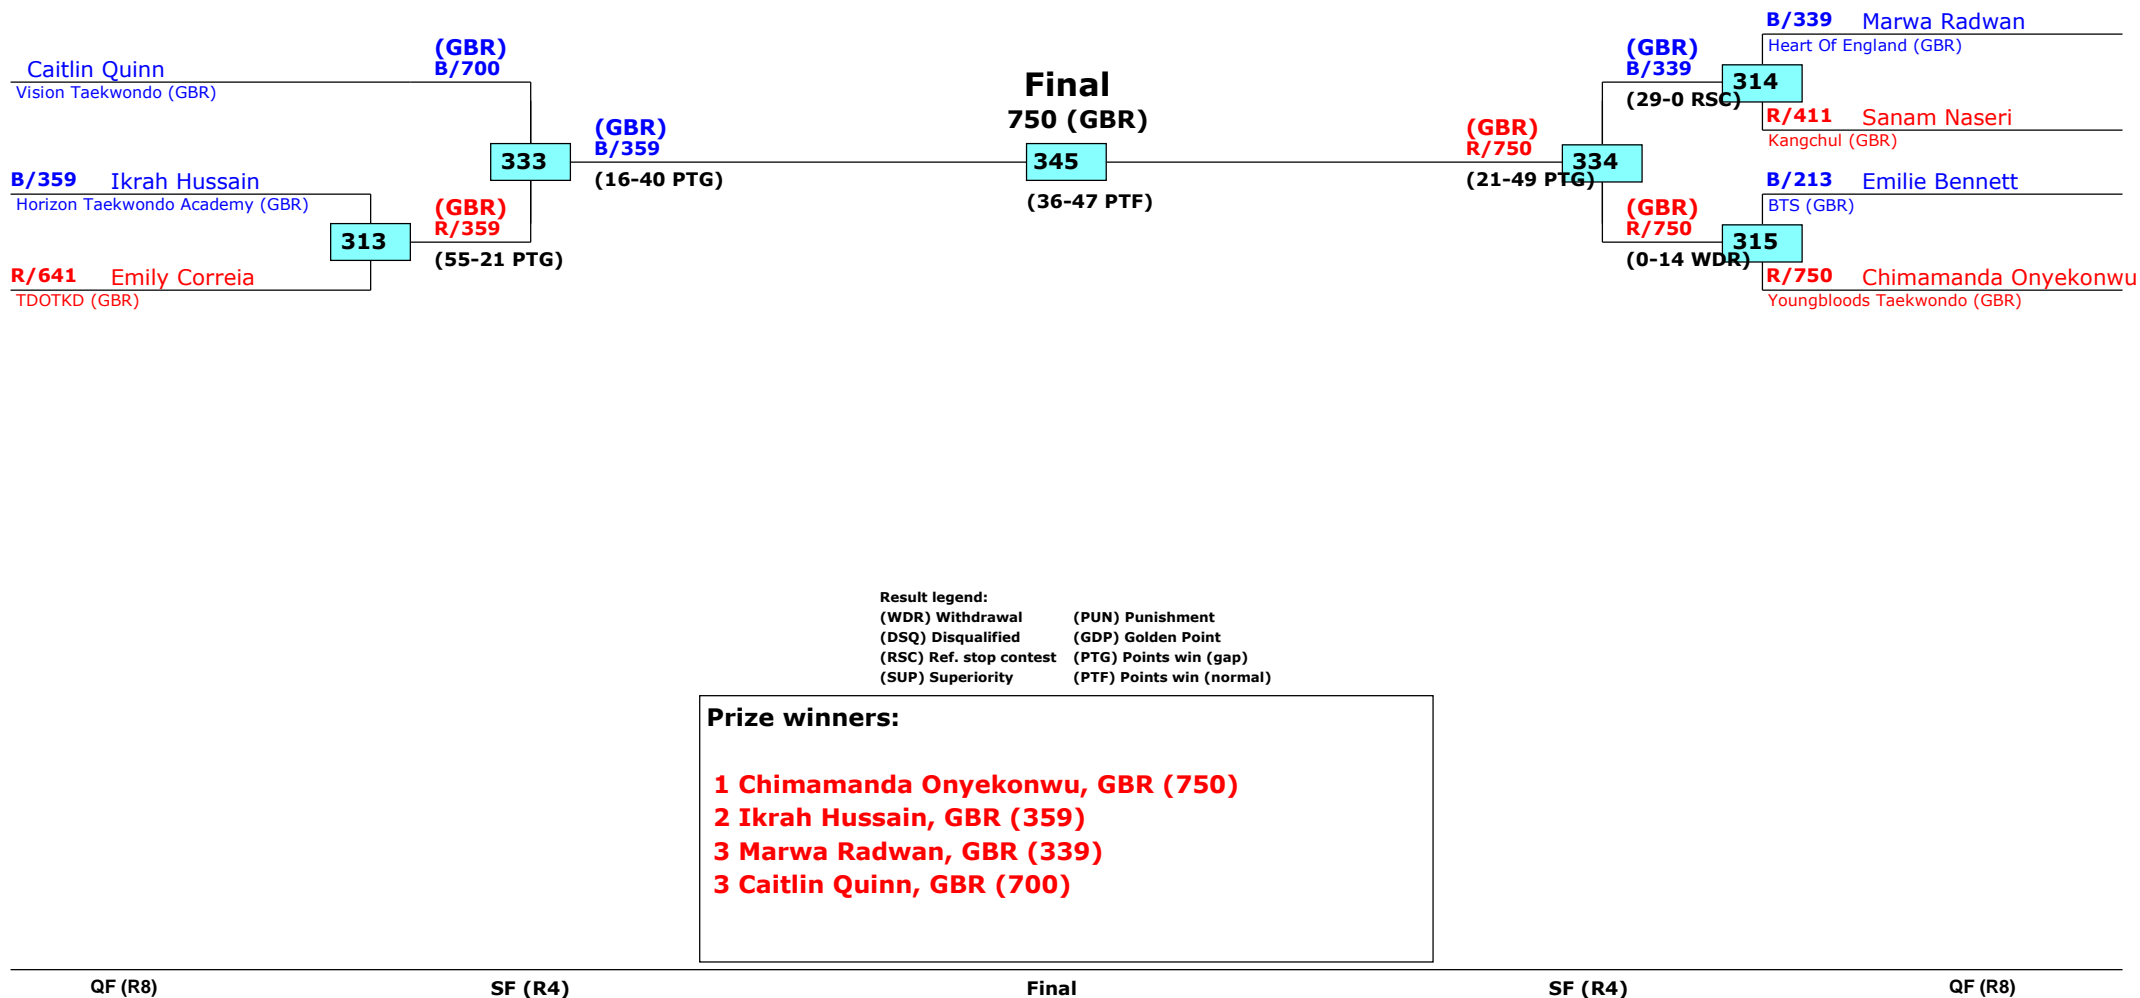 Caitlin Quinn
Vision Taekwondo (GBR)
(GBR)
B/700
B/359 Ikrah Hussain
Horizon Taekwondo Academy (GBR)
R/641 Emily Correia
TDOTKD (GBR)
313
(GBR)
R/359
(55-21 PTG)
333
(GBR)
B/359
(16-40 PTG)
Final
750 (GBR)
345
(36-47 PTF)
(GBR)
R/750
(21-49 PTG)
334
(GBR)
B/339
(29-0 RSC)
314
(GBR)
R/750
(0-14 WDR)
315
B/339 Marwa Radwan
Heart Of England (GBR)
R/411 Sanam Naseri
Kangchul (GBR)
B/213 Emilie Bennett
BTS (GBR)
R/750 Chimamanda Onyekonwu
Youngbloods Taekwondo (GBR)
Result legend:
(WDR) Withdrawal (PUN) Punishment
(DSQ) Disqualified (GDP) Golden Point
(RSC) Ref. stop contest (PTG) Points win (gap)
(SUP) Superiority (PTF) Points win (normal)
Prize winners:
1 Chimamanda Onyekonwu, GBR (750)
2 Ikrah Hussain, GBR (359)
3 Marwa Radwan, GBR (339)
3 Caitlin Quinn, GBR (700)
QF (R8) SF (R4) Final SF (R4) QF (R8)